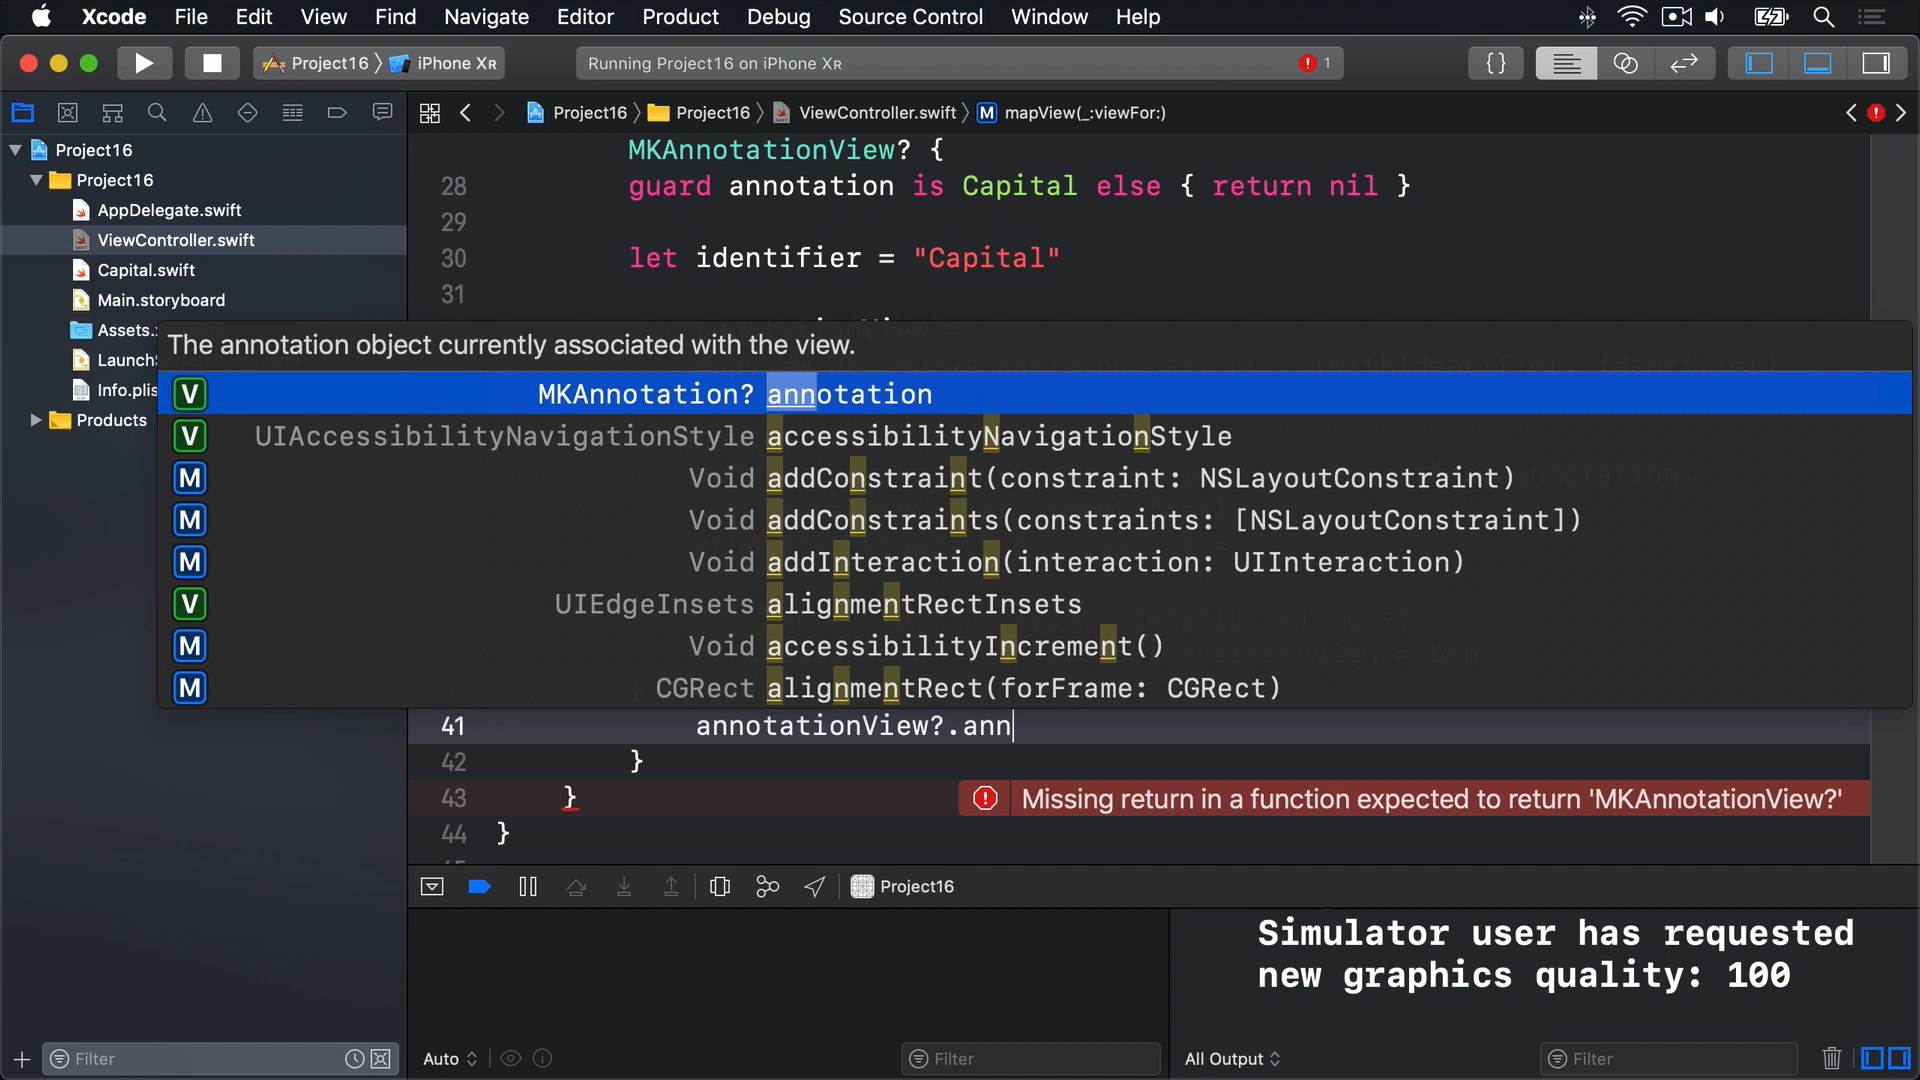 Xcode File Edit View Find Navigate Editor Product Debug Source Control Window Help
Project16 〉 iPhone XR
Running Project16 on iPhone XR
1
{}
Project16 〉 Project16 〉 ViewController.swift 〉 M mapView(_:viewFor:)
Project16
Project16
AppDelegate.swift
ViewController.swift
Capital.swift
Main.storyboard
Assets.
Launch
Info.plis
Products
MKAnnotationView? {
28 guard annotation is Capital else { return nil }
29
30 let identifier = "Capital"
31
The annotation object currently associated with the view.
V MKAnnotation? annotation
V UIAccessibilityNavigationStyle accessibilityNavigationStyle
M Void addConstraint(constraint: NSLayoutConstraint)
M Void addConstraints(constraints: [NSLayoutConstraint])
M Void addInteraction(interaction: UIInteraction)
V UIEdgeInsets alignmentRectInsets
M Void accessibilityIncrement()
M CGRect alignmentRect(forFrame: CGRect)
41 annotationView?.ann
42 }
43 } Missing return in a function expected to return 'MKAnnotationView?'
44 }
Project16
Simulator user has requested
new graphics quality: 100
Filter
Auto
Filter
All Output
Filter